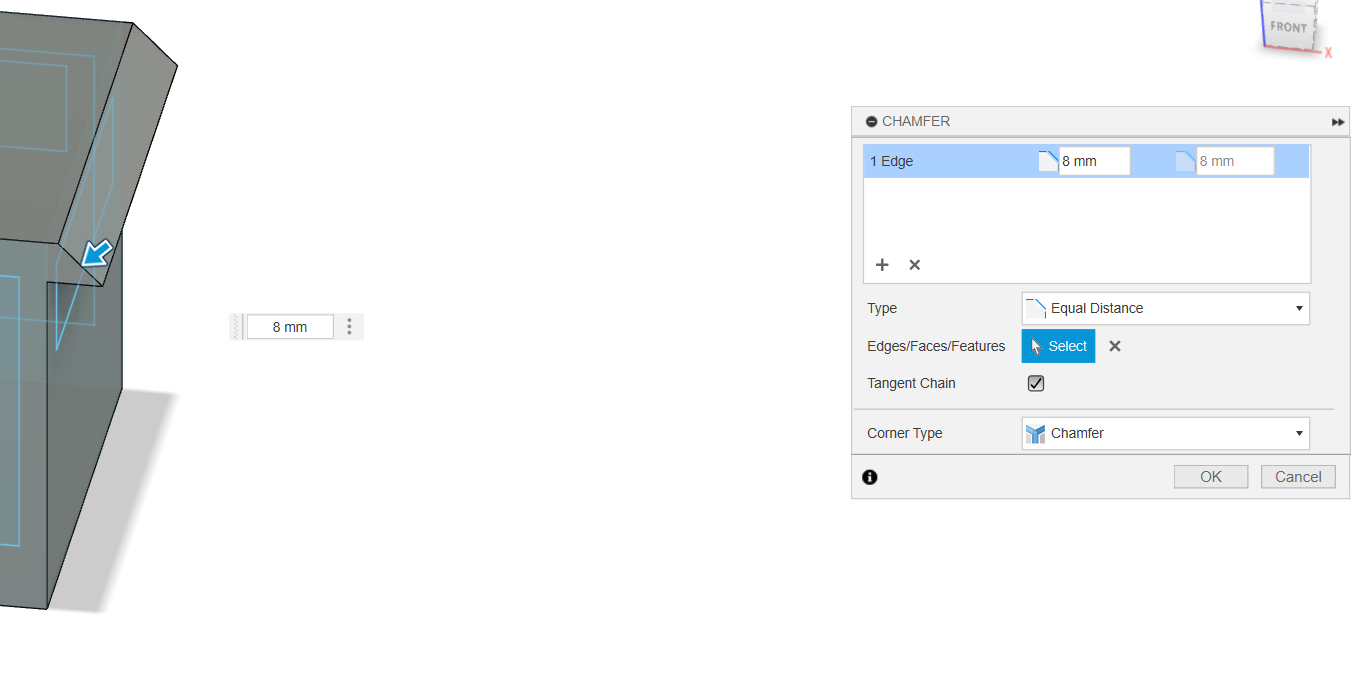 FRONT
X
CHAMFER
1 Edge 8 mm 8 mm
Type Equal Distance
8 mm
Edges/Faces/Features Select
Tangent Chain
Corner Type Chamfer
OK Cancel